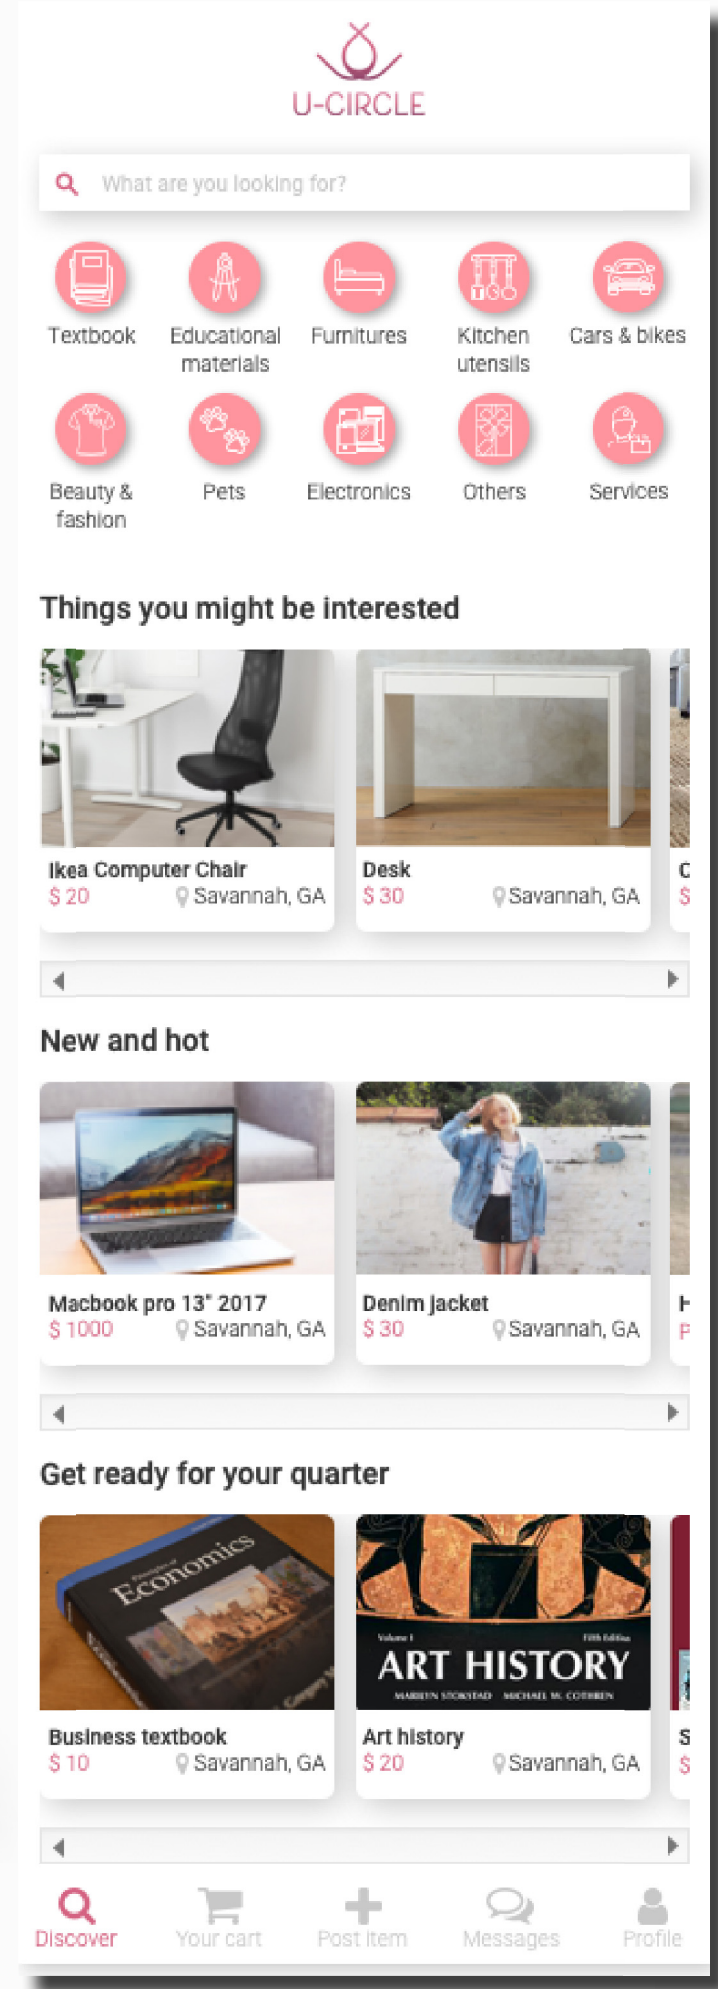 U-CIRCLE
What are you looking for?
Textbook
Educational
materials
Furnitures
Kitchen
utensils
Cars & bikes
Beauty &
fashion
Pets
Electronics
Others
Services
Things you might be interested
Ikea Computer Chair
$ 20 Savannah, GA
Desk
$ 30 Savannah, GA
C
$
New and hot
Macbook pro 13" 2017
$ 1000 Savannah, GA
Denim jacket
$ 30 Savannah, GA
H
P
Get ready for your quarter
Principles of
Economics
Economics
Volume I Fifth Edition
ART HISTORY
MARILYN STOKSTAD MICHAEL W. COTHREN
Business textbook
$ 10 Savannah, GA
Art history
$ 20 Savannah, GA
S
$
Discover
Your cart
Post item
Messages
Profile